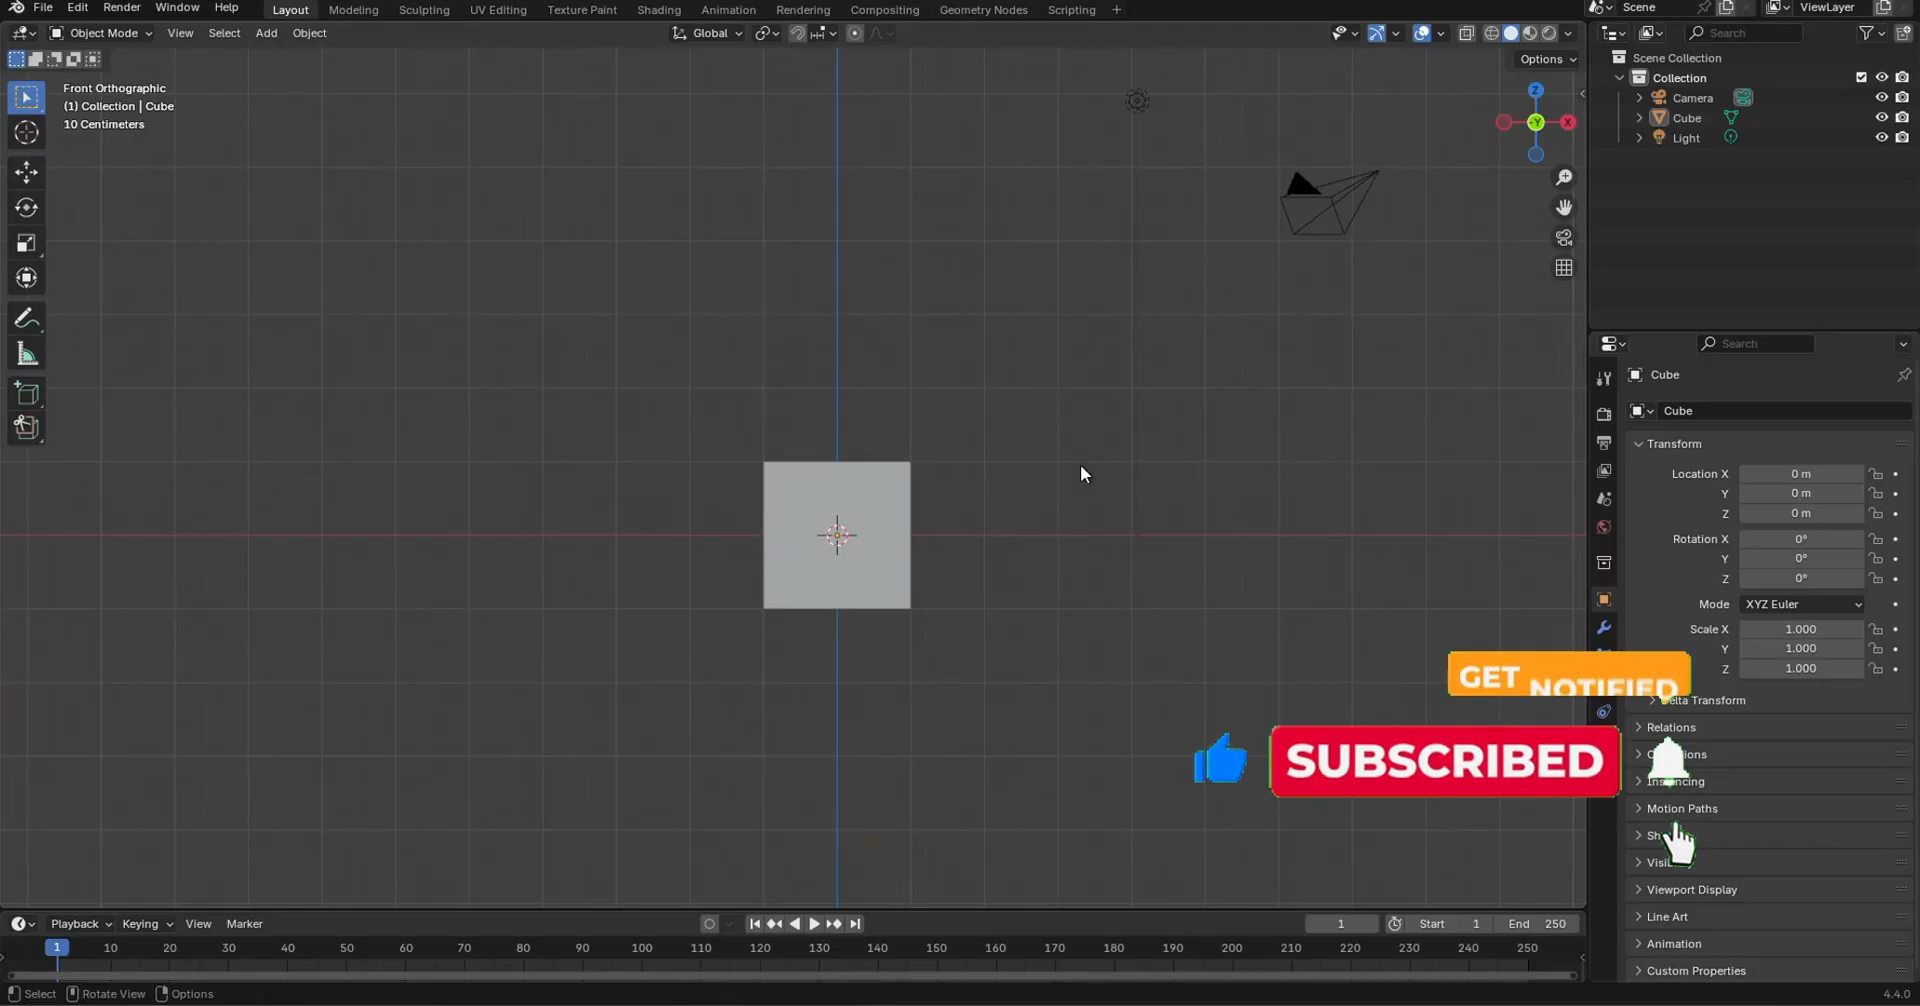 File Edit Render Window Help Layout Modeling Sculpting UV Editing Texture Paint Shading Animation Rendering Compositing Geometry Nodes Scripting + Scene ViewLayer
Object Mode View Select Add Object Global Search
Options
Front Orthographic
(1) Collection | Cube
10 Centimeters
Z
-Y
X
Scene Collection
Collection
Camera
Cube
Light
Search
Cube
Cube
Transform
Location X 0 m
Y 0 m
Z 0 m
Rotation X 0°
Y 0°
Z 0°
Mode XYZ Euler
Scale X 1.000
Y 1.000
Z 1.000
GET NOTIFIED
Transform
Relations
SUBSCRIBED
Motion Paths
Viewport Display
Line Art
Animation
Custom Properties
Playback Keying View Marker 1 Start 1 End 250
1 10 20 30 40 50 60 70 80 90 100 110 120 130 140 150 160 170 180 190 200 210 220 230 240 250
Select Rotate View Options 4.4.0